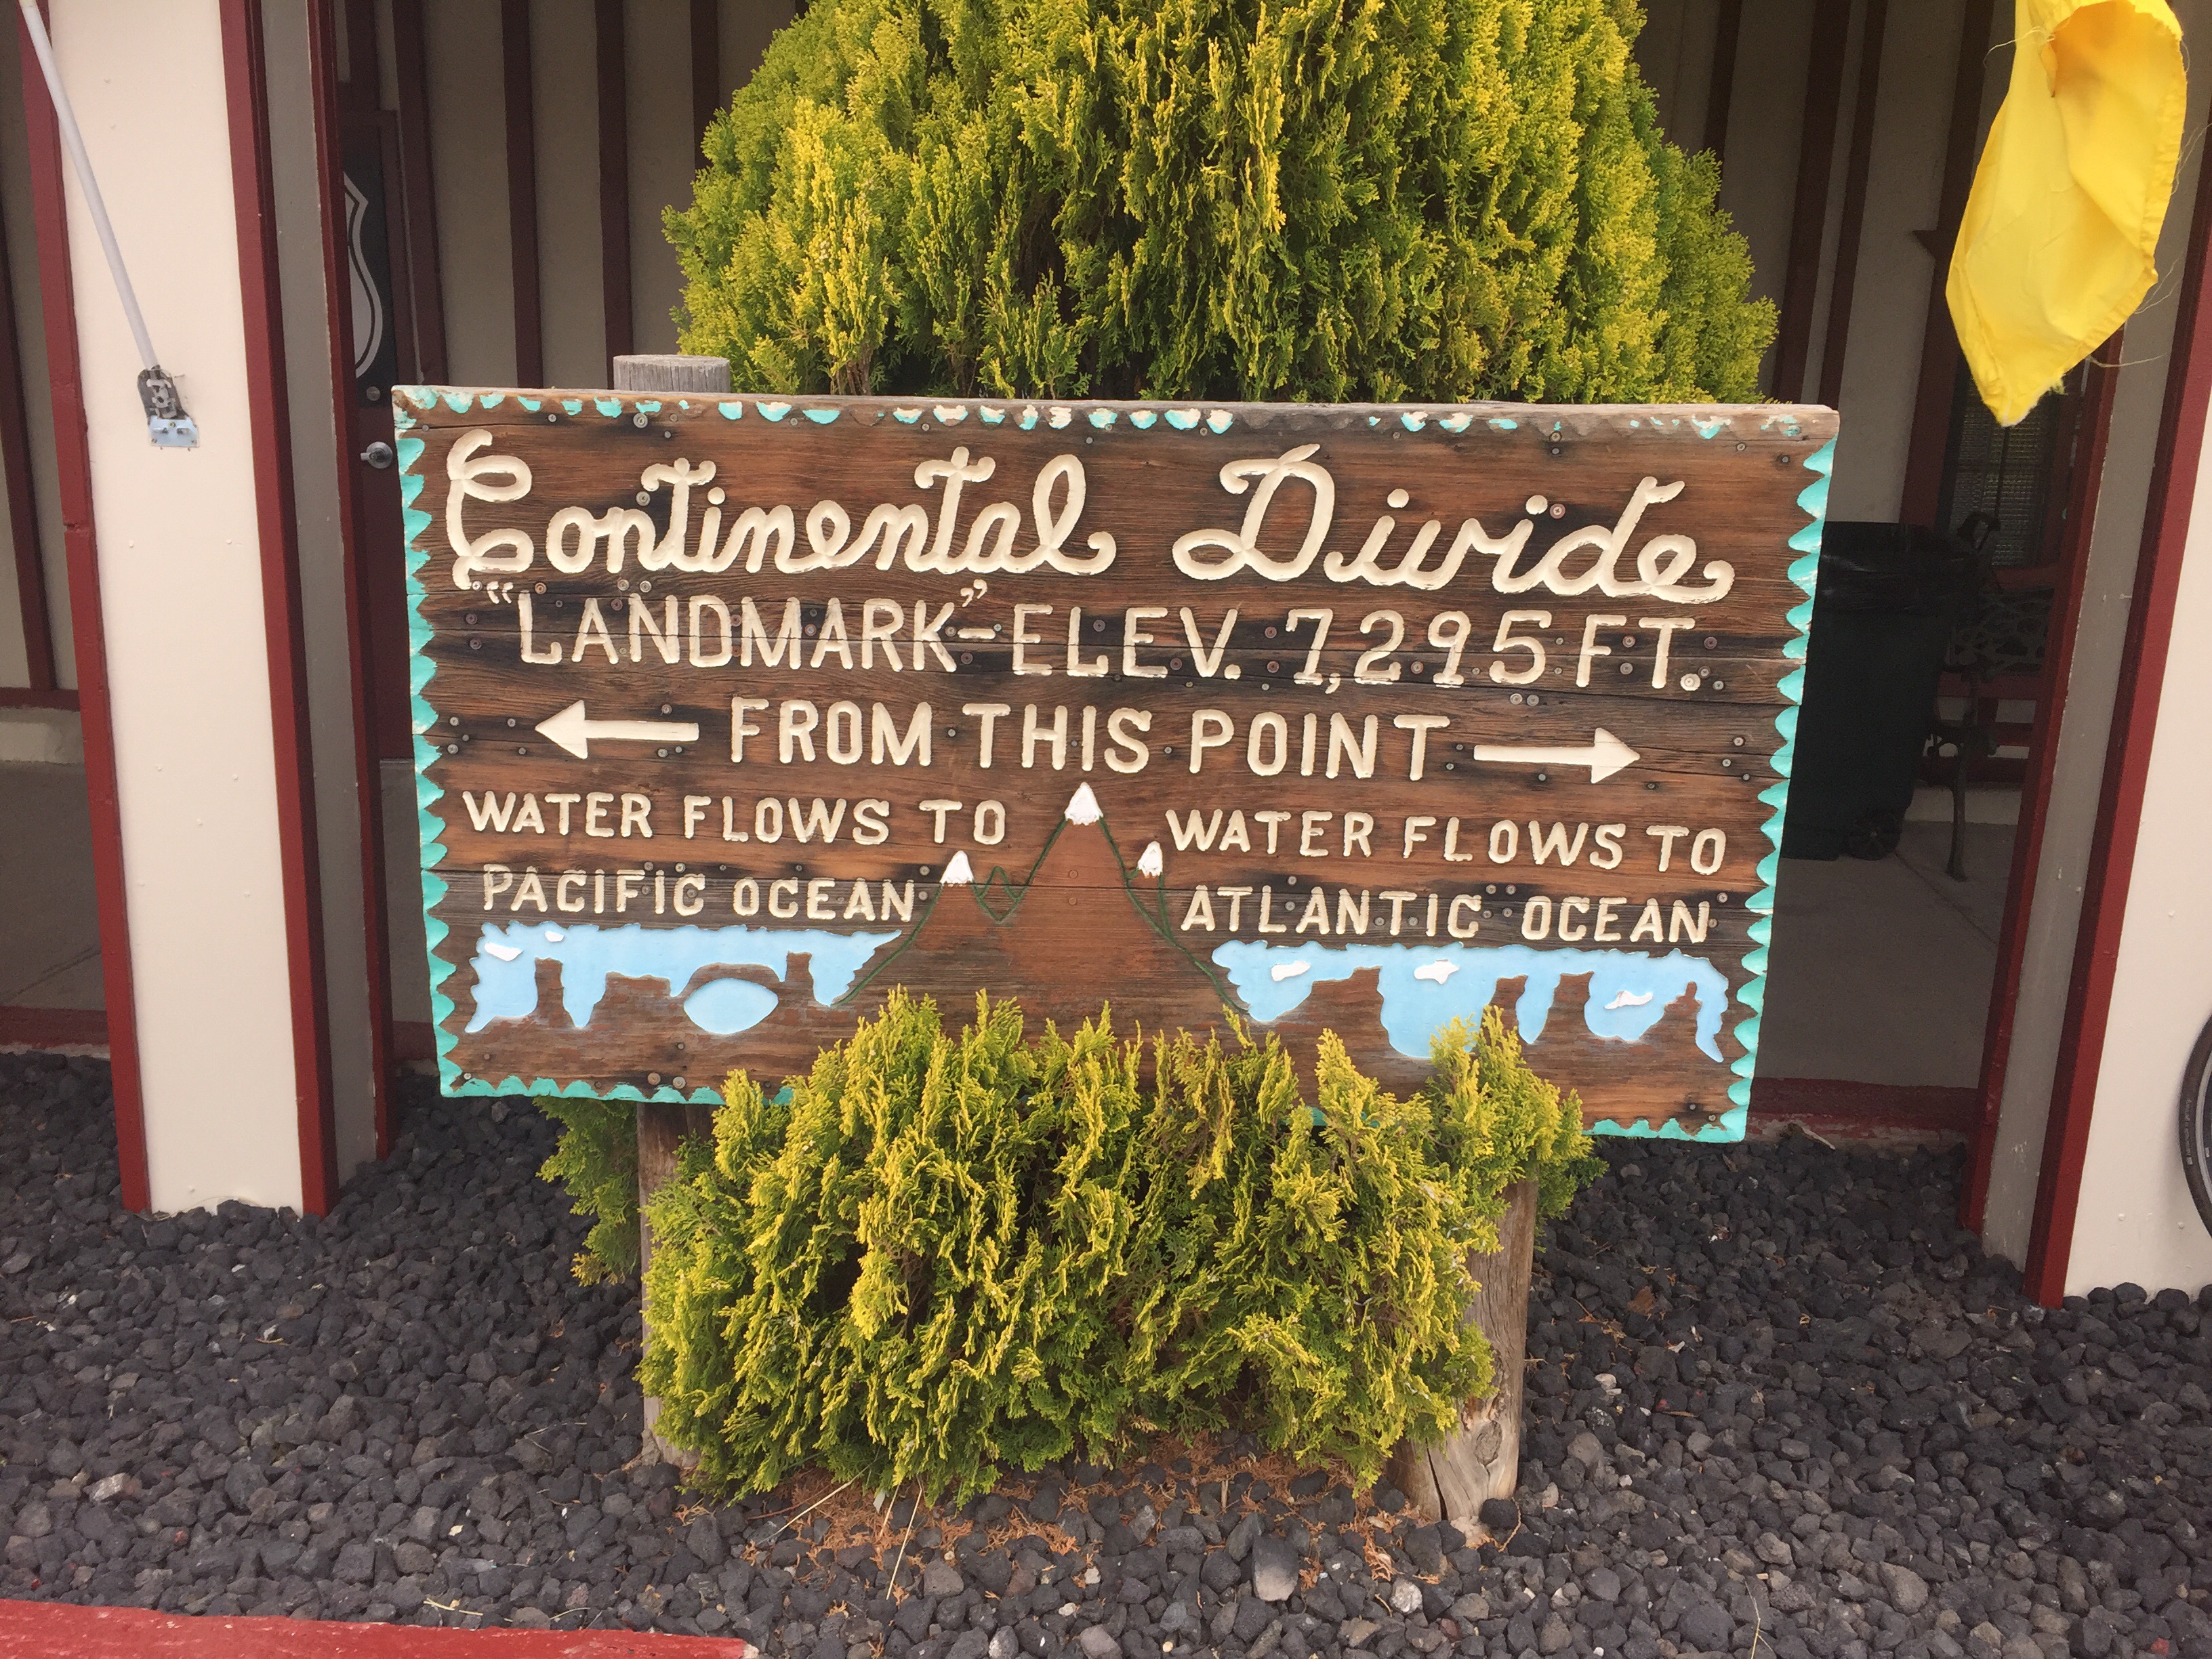 Continental Divide
"LANDMARK" - ELEV. 7,295 FT.
← FROM THIS POINT →
WATER FLOWS TO
PACIFIC OCEAN
WATER FLOWS TO
ATLANTIC OCEAN